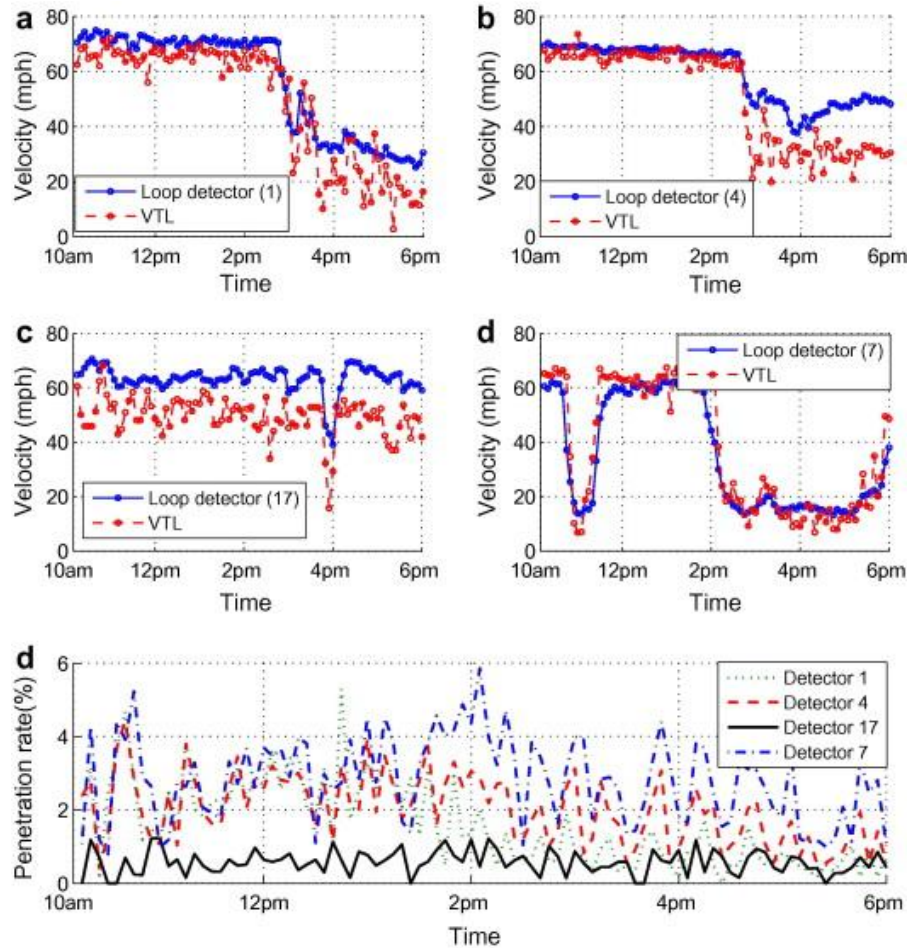 a
80
60
40
20
0
Velocity (mph)
Loop detector (1)
VTL
10am 12pm 2pm 4pm 6pm
Time
b
80
60
40
20
0
Velocity (mph)
Loop detector (4)
VTL
10am 12pm 2pm 4pm 6pm
Time
c
80
60
40
20
0
Velocity (mph)
Loop detector (17)
VTL
10am 12pm 2pm 4pm 6pm
Time
d
80
60
40
20
0
Velocity (mph)
Loop detector (7)
VTL
10am 12pm 2pm 4pm 6pm
Time
d
6
4
2
0
Penetration rate(%)
Detector 1
Detector 4
Detector 17
Detector 7
10am 12pm 2pm 4pm 6pm
Time